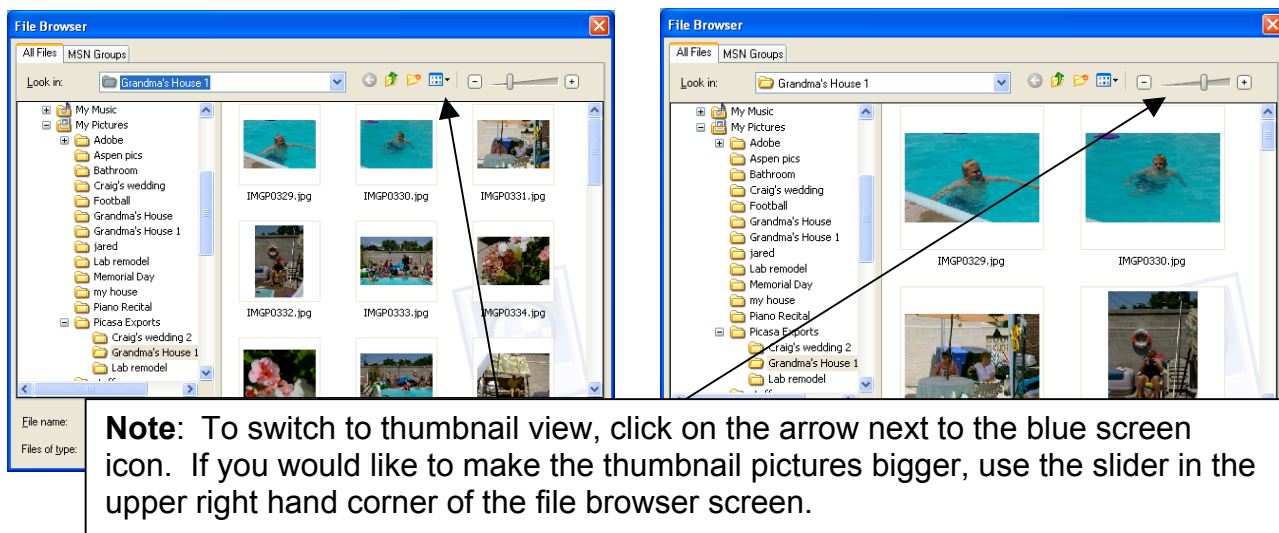 File Browser
All Files MSN Groups
Look in: Grandma's House 1
My Music
My Pictures
Adobe
Aspen pics
Bathroom
Craig's wedding
Football
Grandma's House
Grandma's House 1
jared
Lab remodel
Memorial Day
my house
Piano Recital
Picasa Exports
Craig's wedding 2
Grandma's House 1
Lab remodel
IMGP0329.jpg IMGP0330.jpg IMGP0331.jpg
IMGP0332.jpg IMGP0333.jpg IMGP0334.jpg
File name:
Files of type:
File Browser
All Files MSN Groups
Look in: Grandma's House 1
My Music
My Pictures
Adobe
Aspen pics
Bathroom
Craig's wedding
Football
Grandma's House
Grandma's House 1
jared
Lab remodel
Memorial Day
my house
Piano Recital
Picasa Exports
Craig's wedding 2
Grandma's House 1
Lab remodel
IMGP0329.jpg IMGP0330.jpg
Note: To switch to thumbnail view, click on the arrow next to the blue screen
icon. If you would like to make the thumbnail pictures bigger, use the slider in the
upper right hand corner of the file browser screen.